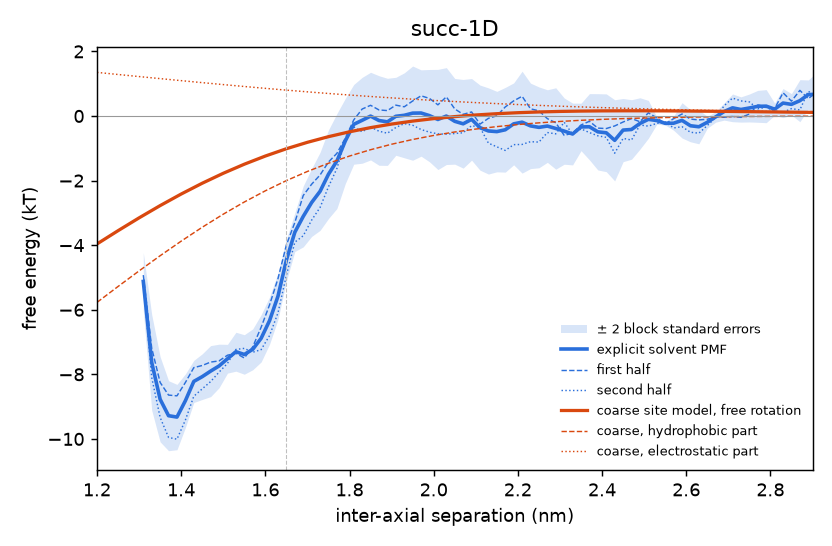 succ-1D
free energy (kT)
2
0
−2
−4
−6
−8
−10
± 2 block standard errors
explicit solvent PMF
first half
second half
coarse site model, free rotation
coarse, hydrophobic part
coarse, electrostatic part
1.2 1.4 1.6 1.8 2.0 2.2 2.4 2.6 2.8
inter-axial separation (nm)